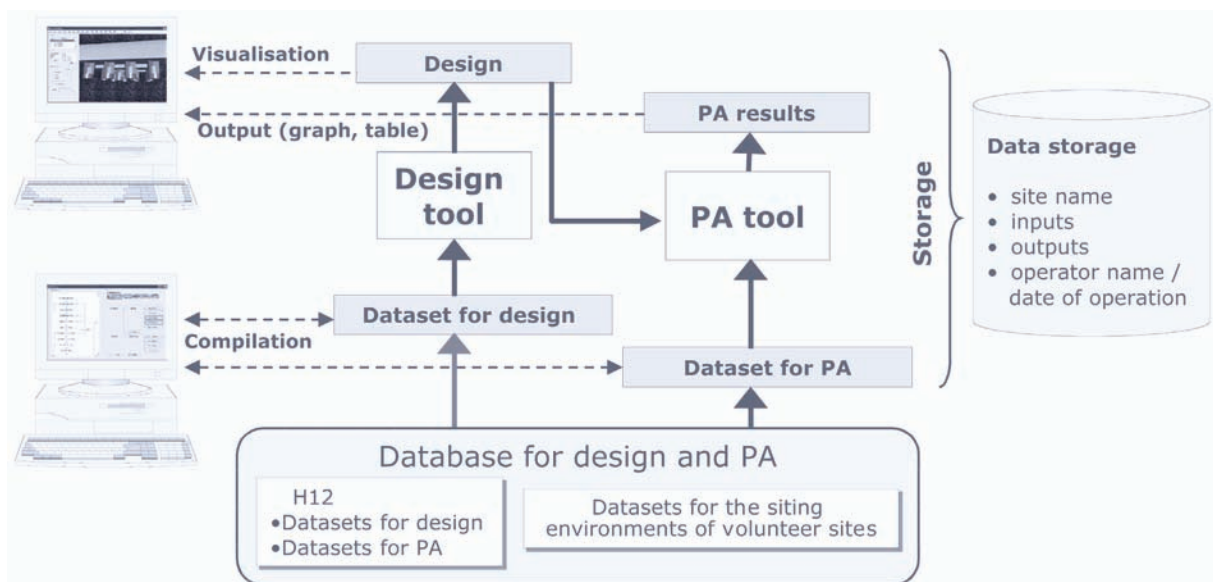 Visualisation
Design
Output (graph, table)
PA results
Design
tool
PA tool
Dataset for design
Compilation
Dataset for PA
Storage
Data storage
• site name
• inputs
• outputs
• operator name /
date of operation
Database for design and PA
H12
•Datasets for design
•Datasets for PA
Datasets for the siting
environments of volunteer sites